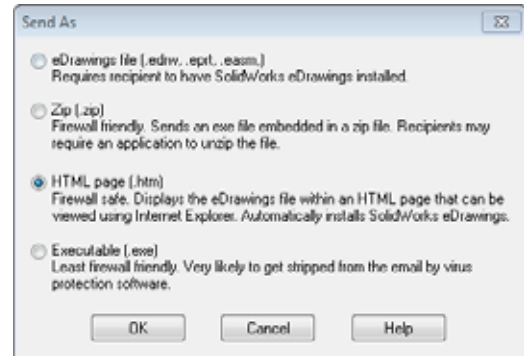 Send As
eDrawings file (.edrw, .eprt, .easm,)
Requires recipient to have SolidWorks eDrawings installed.
Zip (.zip)
Firewall friendly. Sends an exe file embedded in a zip file. Recipients may
require an application to unzip the file.
HTML page (.htm)
Firewall safe. Displays the eDrawings file within an HTML page that can be
viewed using Internet Explorer. Automatically installs SolidWorks eDrawings.
Executable (.exe)
Least firewall friendly. Very likely to get stripped from the email by virus
protection software.
OK Cancel Help